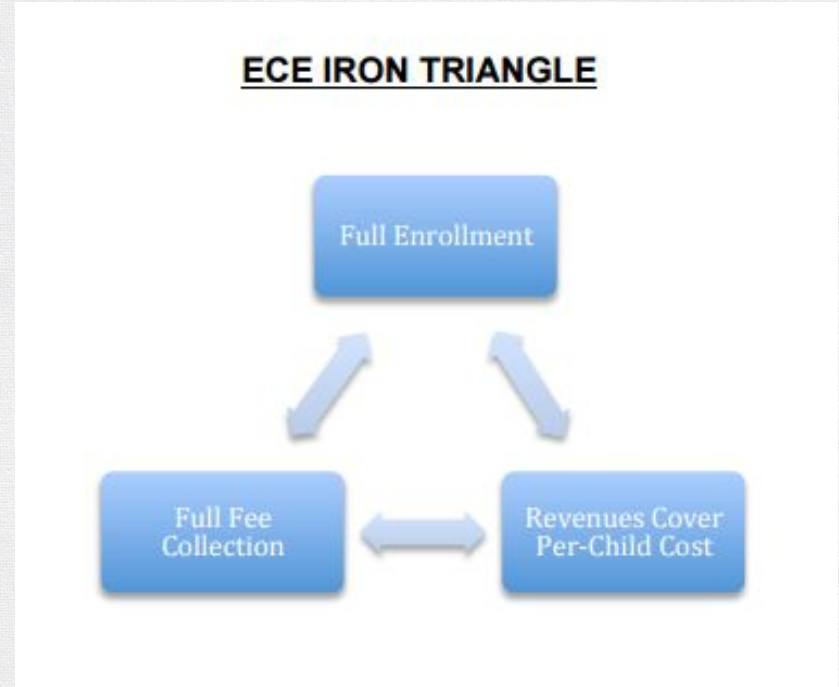 ECE IRON TRIANGLE
Full Enrollment
Full Fee
Collection
Revenues Cover
Per-Child Cost